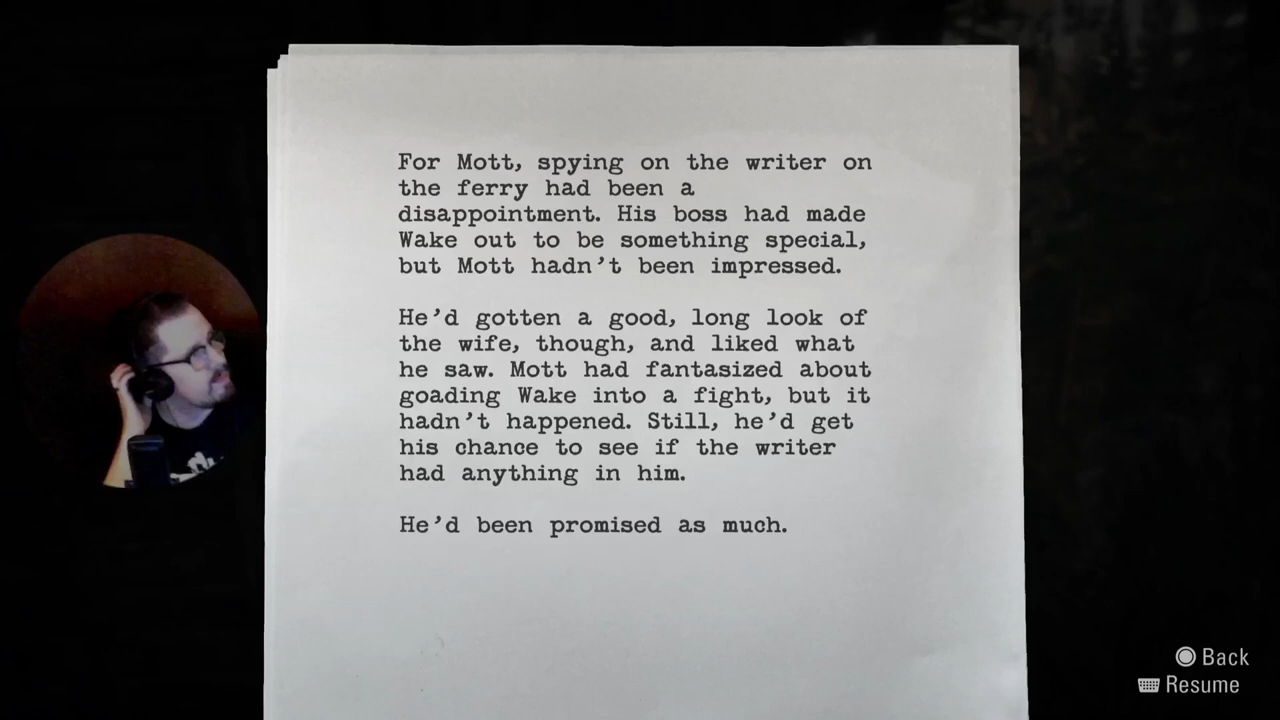 For Mott, spying on the writer on
the ferry had been a
disappointment. His boss had made
Wake out to be something special,
but Mott hadn’t been impressed.
He’d gotten a good, long look of
the wife, though, and liked what
he saw. Mott had fantasized about
goading Wake into a fight, but it
hadn’t happened. Still, he’d get
his chance to see if the writer
had anything in him.
He’d been promised as much.
Back
Resume